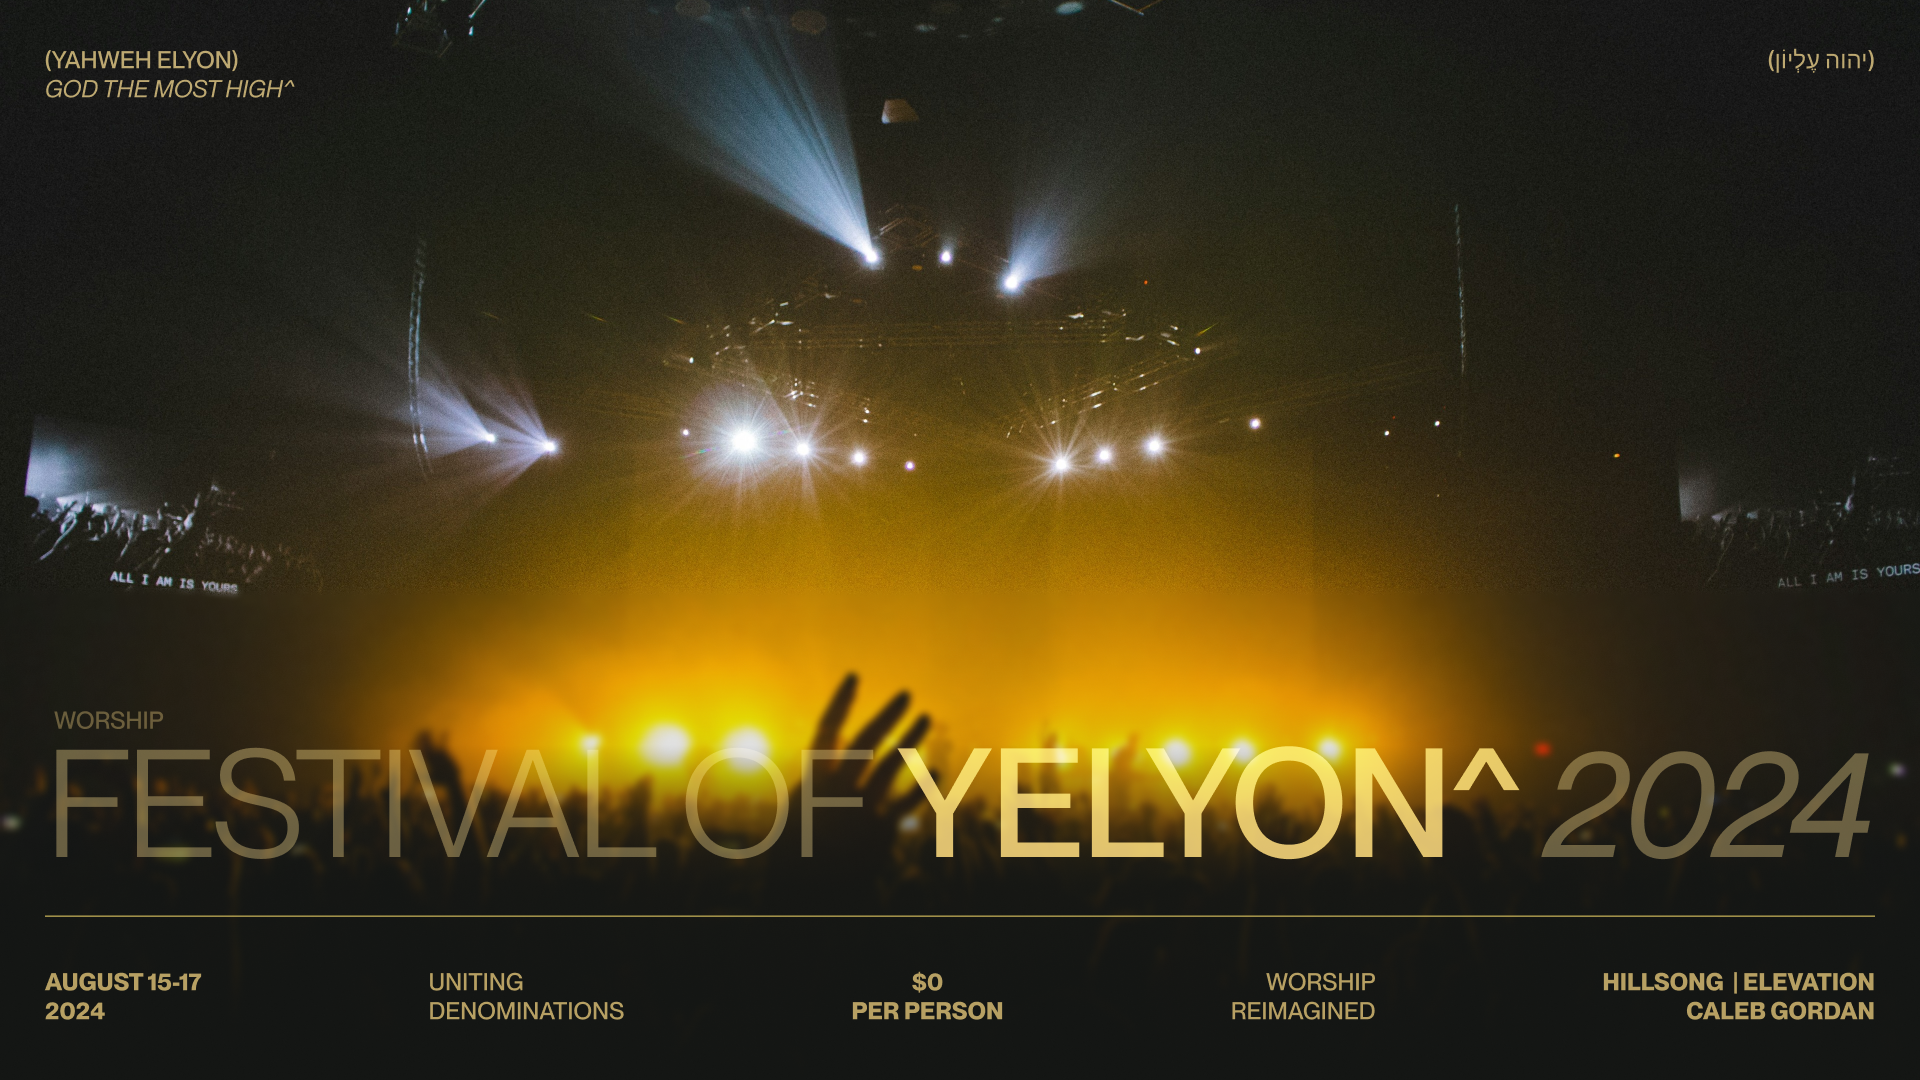 (YAHWEH ELYON)
GOD THE MOST HIGH^
(יהוה עֶלְיוֹן)
ALL I AM IS YOURS
ALL I AM IS YOURS
WORSHIP
FESTIVAL OF YELYON^ 2024
AUGUST 15-17
2024
UNITING
DENOMINATIONS
$0
PER PERSON
WORSHIP
REIMAGINED
HILLSONG | ELEVATION
CALEB GORDAN